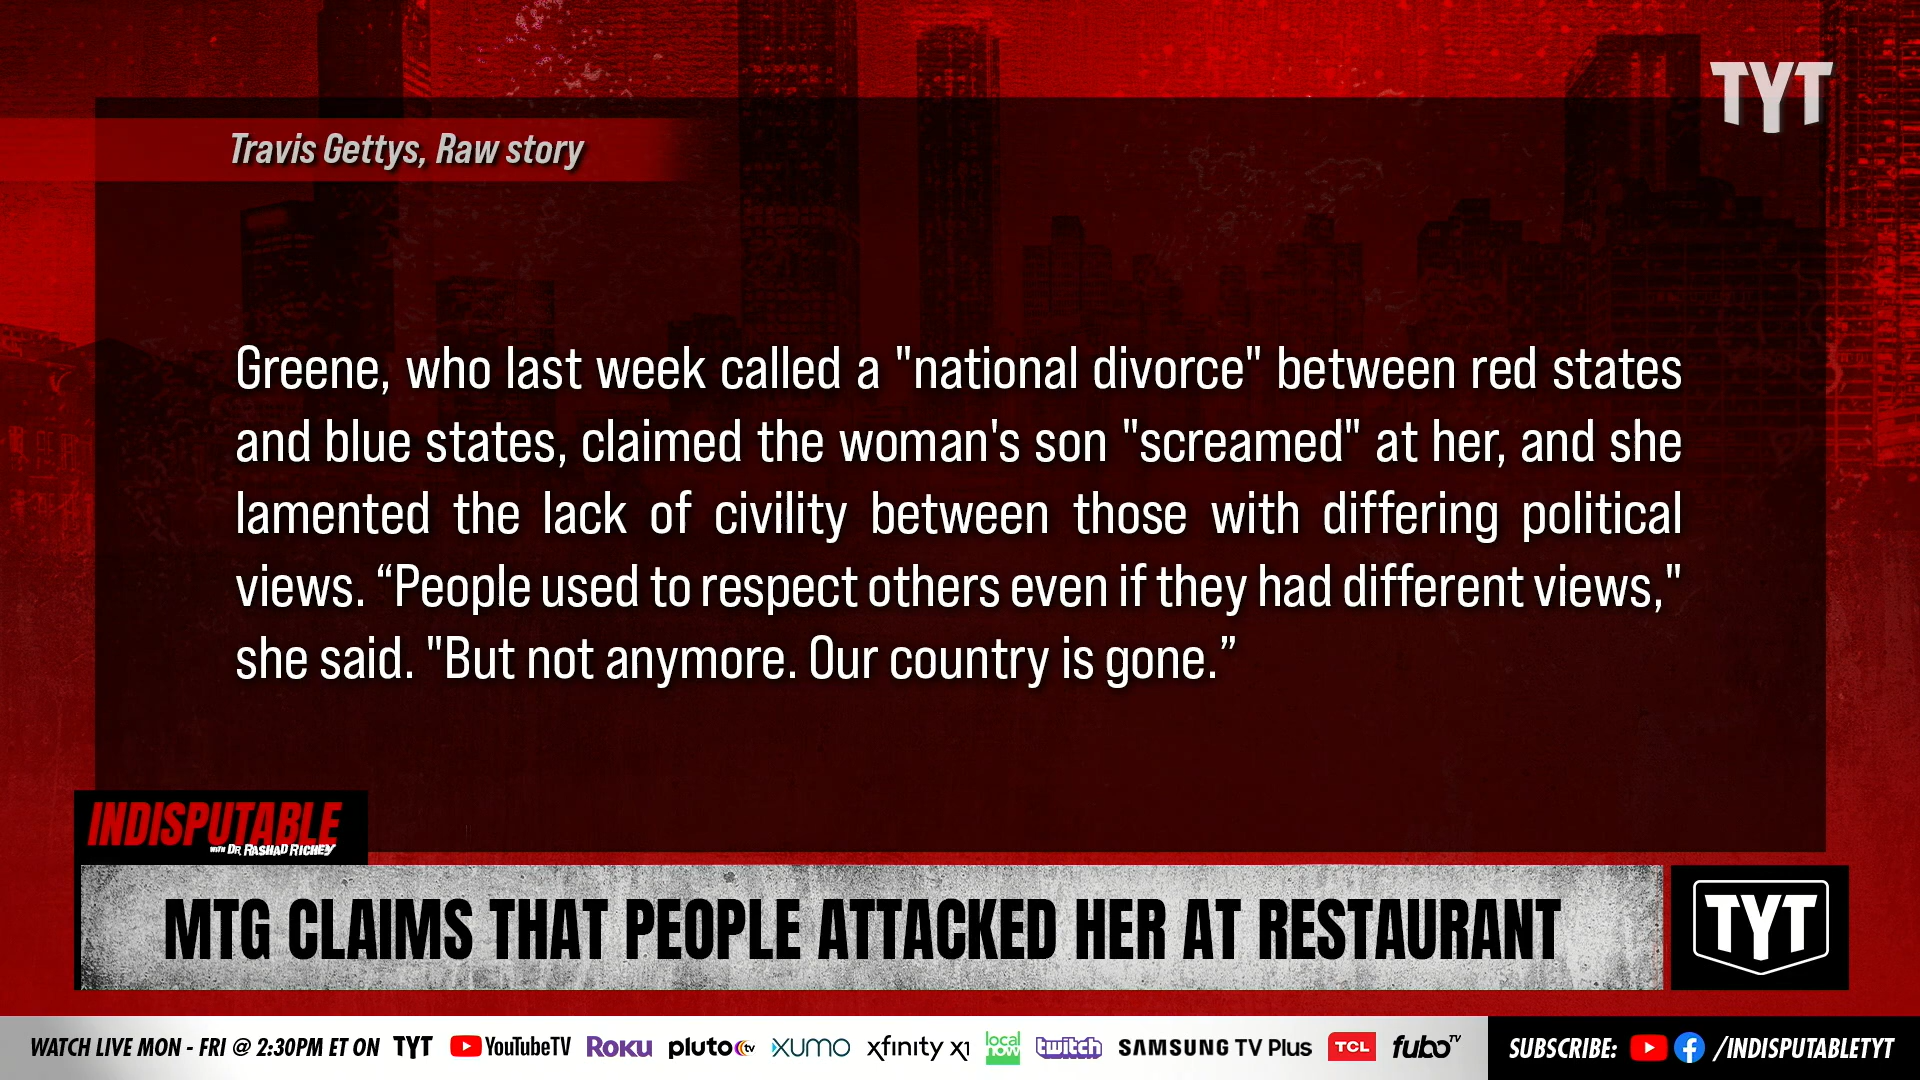 TYT
Travis Gettys, Raw story
Greene, who last week called a "national divorce" between red states
and blue states, claimed the woman's son "screamed" at her, and she
lamented the lack of civility between those with differing political
views. “People used to respect others even if they had different views,"
she said. "But not anymore. Our country is gone.”
INDISPUTABLE
WITH DR RASHAD RICHEY
MTG CLAIMS THAT PEOPLE ATTACKED HER AT RESTAURANT
TYT
WATCH LIVE MON - FRI @ 2:30PM ET ON TYT YouTubeTV ROKU pluto tv XUMO xfinity x1 local now twitch SAMSUNG TV Plus TCL fubo TV SUBSCRIBE: /INDISPUTABLETYT